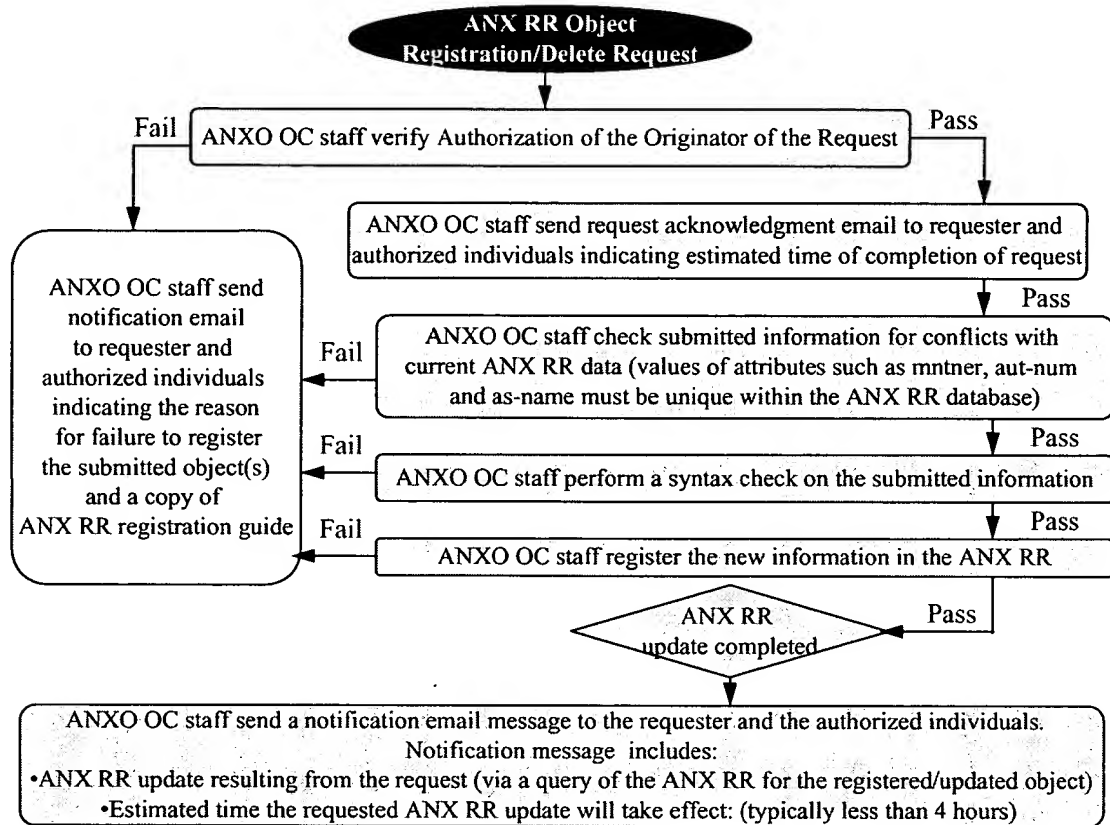 ANX RR Object
Registration/Delete Request
Fail
Pass
ANXO OC staff verify Authorization of the Originator of the Request
ANXO OC staff send request acknowledgment email to requester and
authorized individuals indicating estimated time of completion of request
Pass
ANXO OC staff send
notification email
to requester and
authorized individuals
indicating the reason
for failure to register
the submitted object(s)
and a copy of
ANX RR registration guide
Fail
ANXO OC staff check submitted information for conflicts with
current ANX RR data (values of attributes such as mntner, aut-num
and as-name must be unique within the ANX RR database)
Fail
Pass
ANXO OC staff perform a syntax check on the submitted information
Fail
Pass
ANXO OC staff register the new information in the ANX RR
Pass
ANX RR
update completed
ANXO OC staff send a notification email message to the requester and the authorized individuals.
Notification message includes:
•ANX RR update resulting from the request (via a query of the ANX RR for the registered/updated object)
•Estimated time the requested ANX RR update will take effect: (typically less than 4 hours)